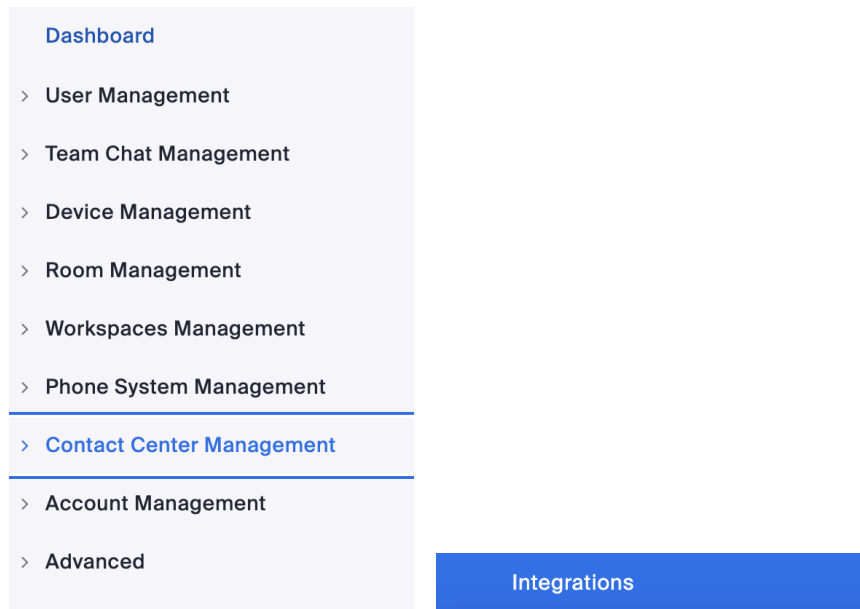 Dashboard
User Management
Team Chat Management
Device Management
Room Management
Workspaces Management
Phone System Management
Contact Center Management
Account Management
Advanced
Integrations